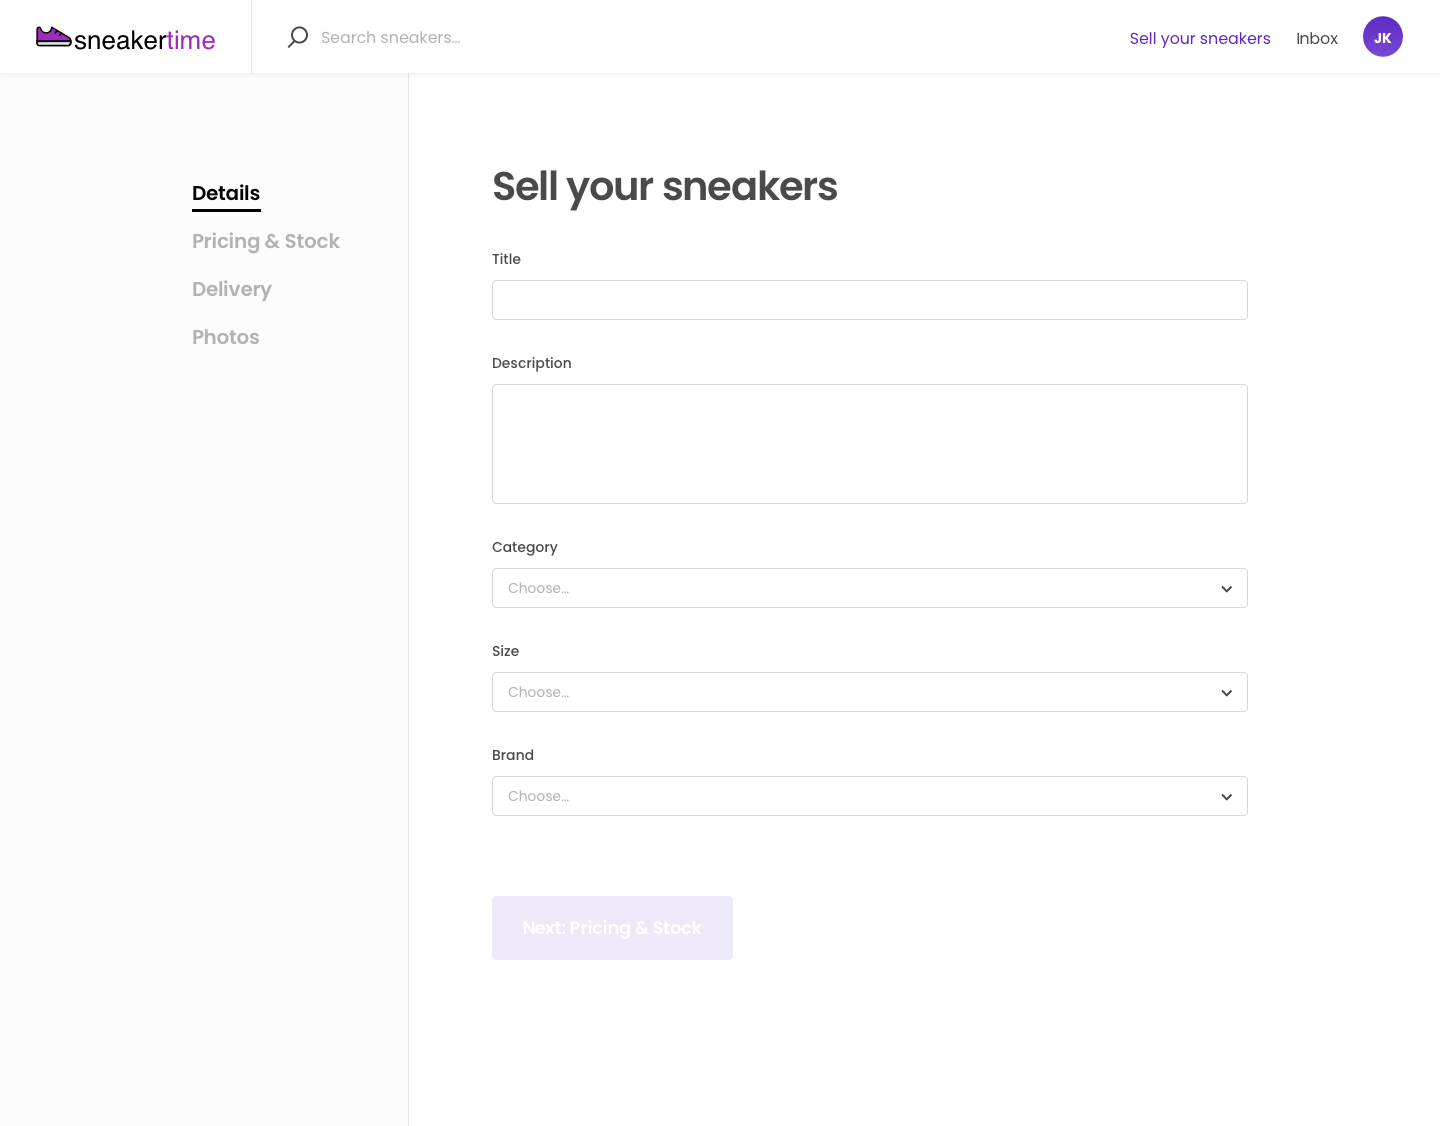 sneakertime
Search sneakers...
Sell your sneakers
Inbox
JK
Details
Pricing & Stock
Delivery
Photos
Sell your sneakers
Title
Description
Category
Choose...
Size
Choose...
Brand
Choose...
Next: Pricing & Stock